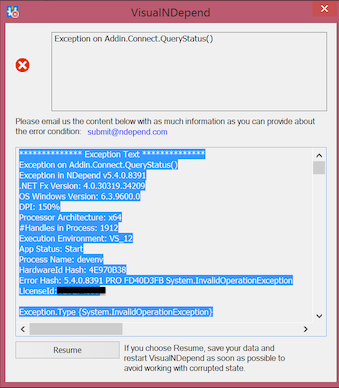 VisualNDepend
Exception on Addin.Connect.QueryStatus()
Please email us the content below with as much information as you can provide about
the error condition: submit@ndepend.com
************** Exception Text **************
Exception on Addin.Connect.QueryStatus()
Exception in NDepend v5.4.0.8391
.NET Fx Version: 4.0.30319.34209
OS Windows Version: 6.3.9600.0
DPI: 150%
Processor Architecture: x64
#Handles in Process: 1912
Execution Environment: VS_12
App Status: Start
Process Name: devenv
HardwareId Hash: 4E970B38
Error Hash: 5.4.0.8391 PRO FD40D3FB System.InvalidOperationException
LicenseId:
Exception.Type {System.InvalidOperationException}
Resume
If you choose Resume, save your data and
restart VisualNDepend as soon as possible to
avoid working with corrupted state.